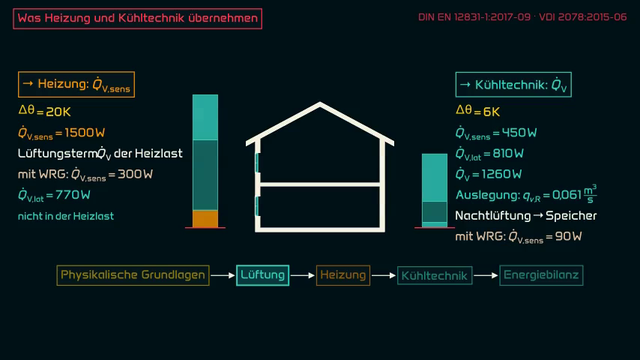 Was Heizung und Kühltechnik übernehmen
DIN EN 12831-1:2017-09 · VDI 2078:2015-06
→ Heizung: Q̇V,sens
Δθ = 20K
Q̇V,sens = 1500W
LüftungstermQ̇V der Heizlast
mit WRG: Q̇V,sens = 300W
Q̇V,lat = 770W
nicht in der Heizlast
→ Kühltechnik: Q̇V
Δθ = 6K
Q̇V,sens = 450W
Q̇V,lat = 810W
Q̇V = 1260W
Auslegung: qv,R = 0,061 m³/s
Nachtlüftung → Speicher
mit WRG: Q̇V,sens = 90W
Physikalische Grundlagen → Lüftung → Heizung → Kühltechnik → Energiebilanz